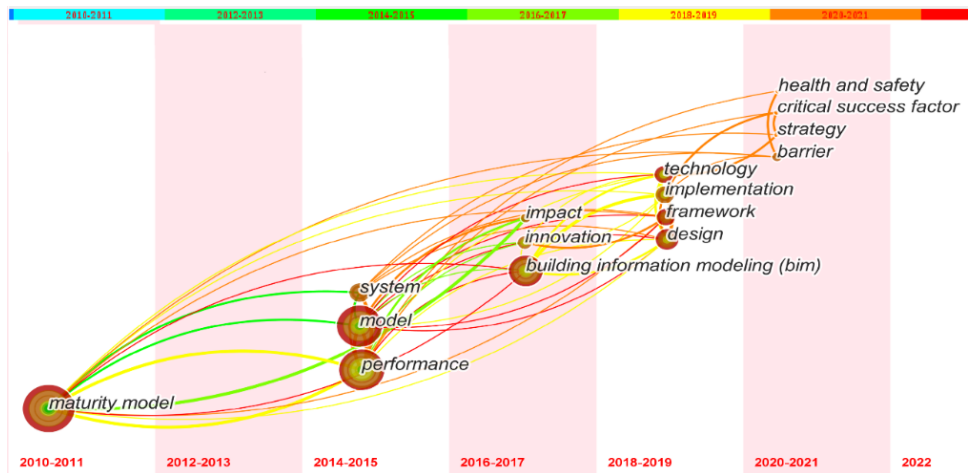 2010-2011 2012-2013 2014-2015 2016-2017 2018-2019 2020-2021
health and safety
critical success factor
strategy
barrier
technology
implementation
framework
design
impact
innovation
building information modeling (bim)
system
model
performance
maturity model
2010-2011 2012-2013 2014-2015 2016-2017 2018-2019 2020-2021 2022